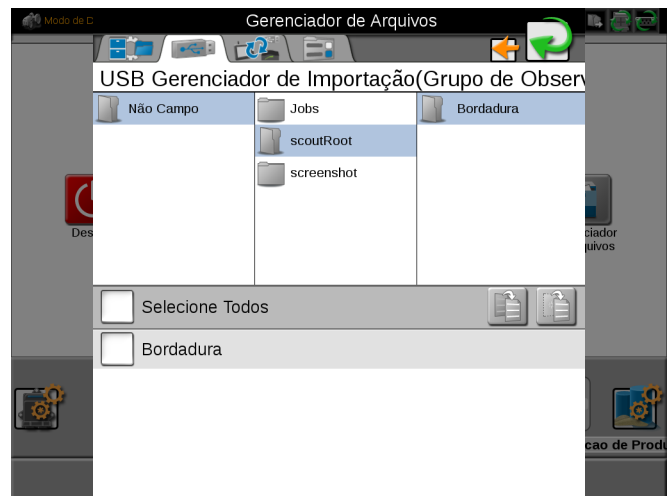 Modo de D
Gerenciador de Arquivos
USB Gerenciador de Importação(Grupo de Observ
Não Campo
Jobs
Bordadura
scoutRoot
screenshot
Des
ciador
quivos
Selecione Todos
Bordadura
cao de Produ